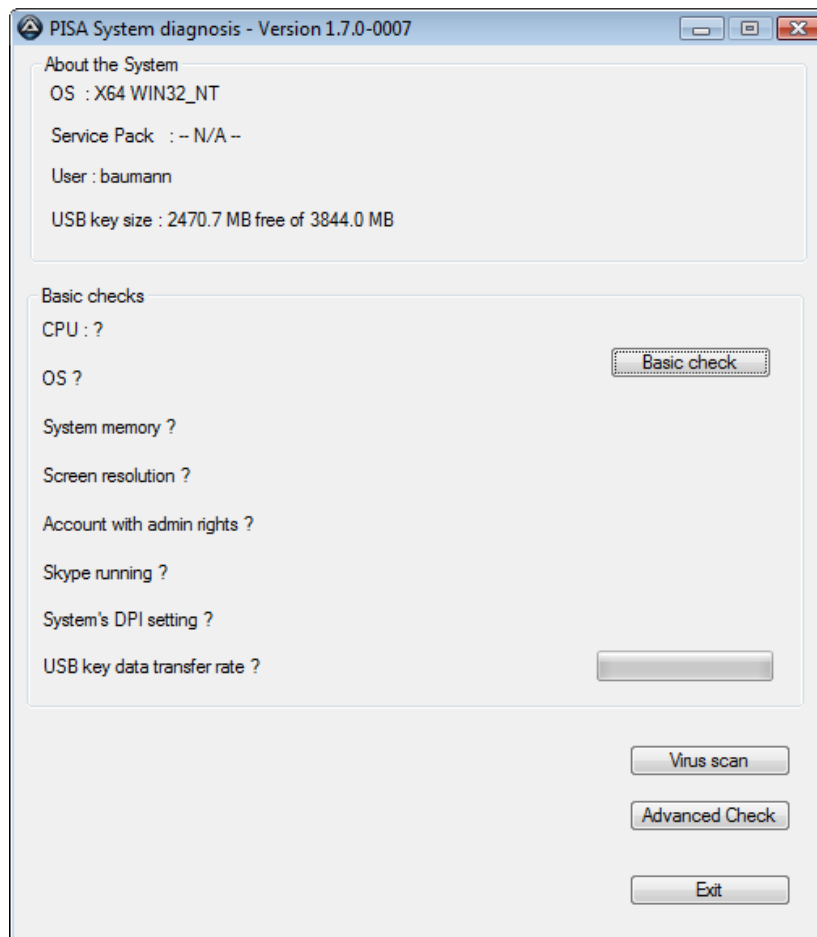 PISA System diagnosis - Version 1.7.0-0007
About the System
OS : X64 WIN32_NT
Service Pack : -- N/A --
User : baumann
USB key size : 2470.7 MB free of 3844.0 MB
Basic checks
CPU : ?
Basic check
OS ?
System memory ?
Screen resolution ?
Account with admin rights ?
Skype running ?
System's DPI setting ?
USB key data transfer rate ?
Virus scan
Advanced Check
Exit